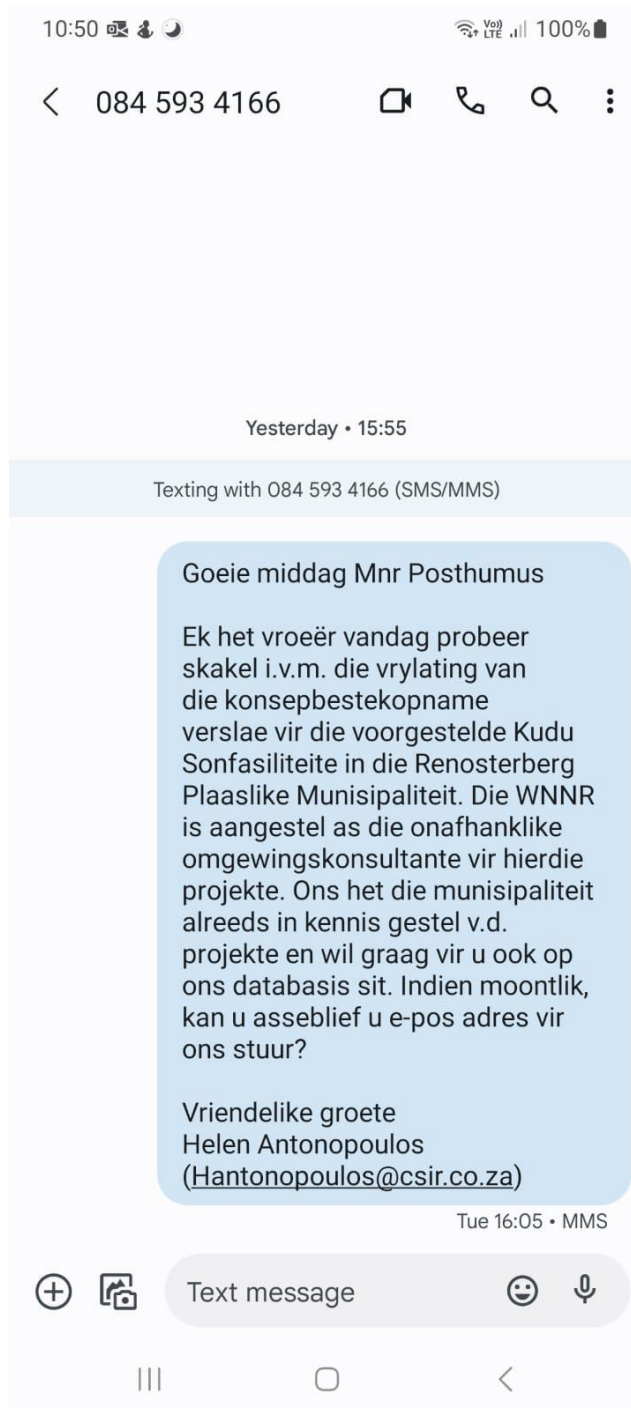 10:50
Vo)) LTE 100%
084 593 4166
Yesterday • 15:55
Texting with 084 593 4166 (SMS/MMS)
Goeie middag Mnr Posthumus
Ek het vroeër vandag probeer
skakel i.v.m. die vrylating van
die konsepbestekopname
verslae vir die voorgestelde Kudu
Sonfasiliteite in die Renosterberg
Plaaslike Munisipaliteit. Die WNNR
is aangestel as die onafhanklike
omgewingskonsultante vir hierdie
projekte. Ons het die munisipaliteit
alreeds in kennis gestel v.d.
projekte en wil graag vir u ook op
ons databasis sit. Indien moontlik,
kan u asseblief u e-pos adres vir
ons stuur?
Vriendelike groete
Helen Antonopoulos
(Hantonopoulos@csir.co.za)
Tue 16:05 • MMS
Text message